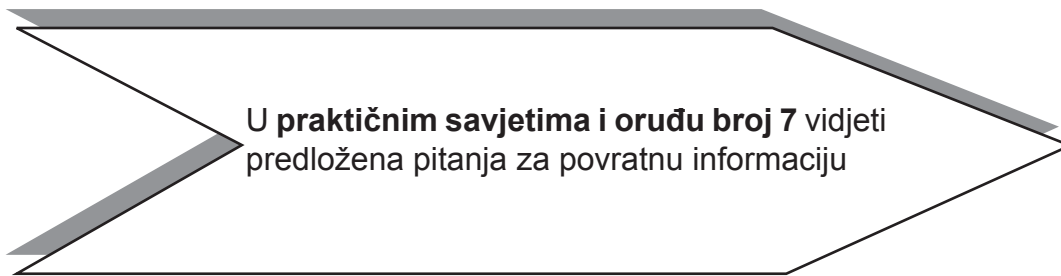 U praktičnim savjetima i oruđu broj 7 vidjeti
predložena pitanja za povratnu informaciju